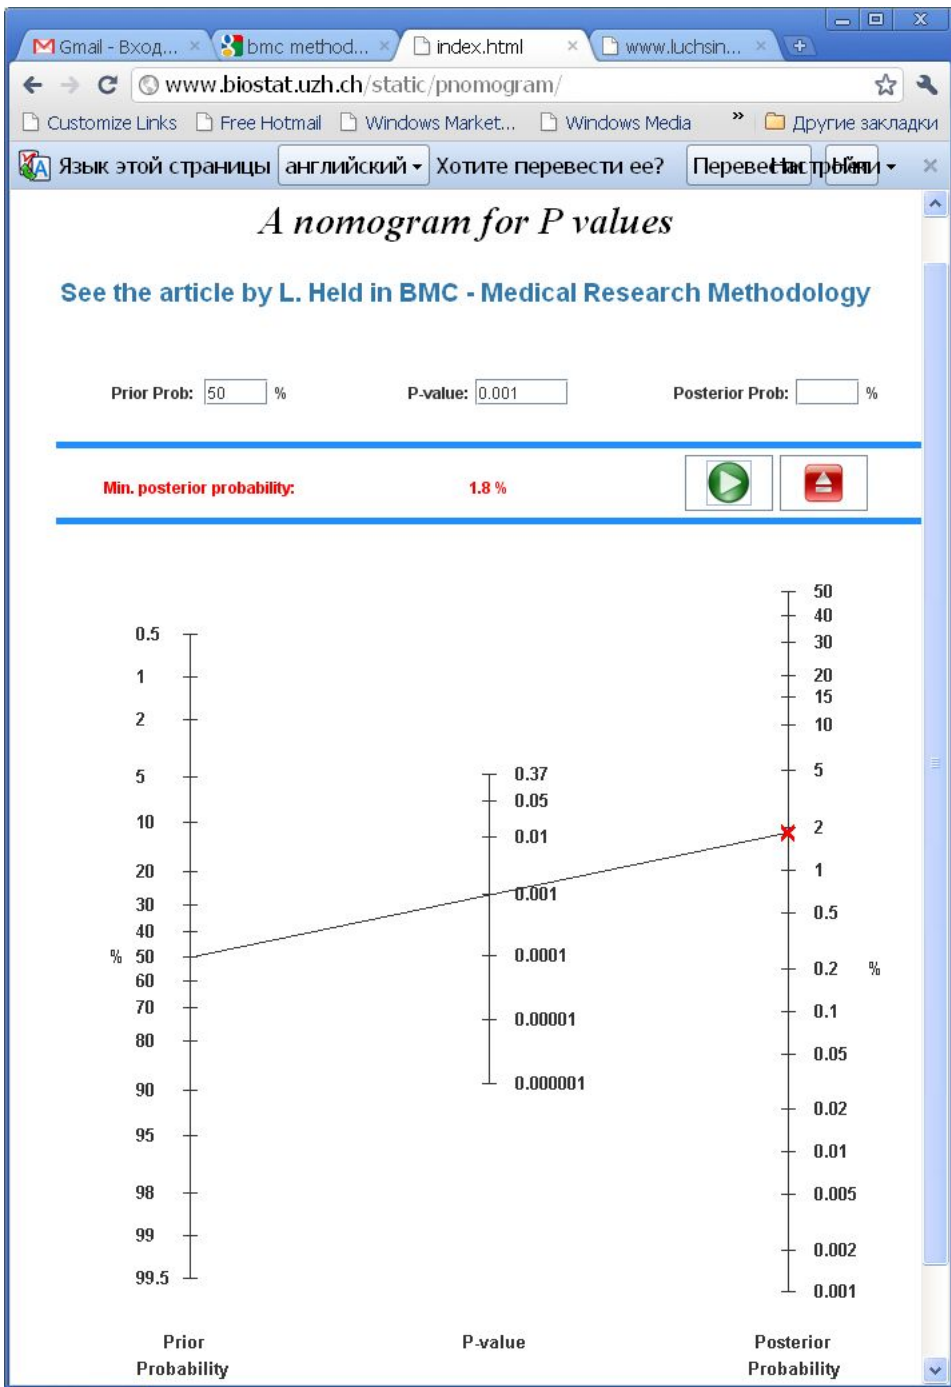 Gmail - Вход...
bmc method...
index.html
www.luchsin...
www.biostat.uzh.ch/static/pnomogram/
Customize Links
Free Hotmail
Windows Market...
Windows Media
»
Другие закладки
Язык этой страницы
английский
Хотите перевести ее?
Перевести
A nomogram for P values
See the article by L. Held in BMC - Medical Research Methodology
Prior Prob: 50 %
P-value: 0.001
Posterior Prob: %
Min. posterior probability:
1.8 %
0.5
1
2
5
10
20
30
40
% 50
60
70
80
90
95
98
99
99.5
0.37
0.05
0.01
0.001
0.0001
0.00001
0.000001
50
40
30
20
15
10
5
2
1
0.5
0.2 %
0.1
0.05
0.02
0.01
0.005
0.002
0.001
Prior
Probability
P-value
Posterior
Probability